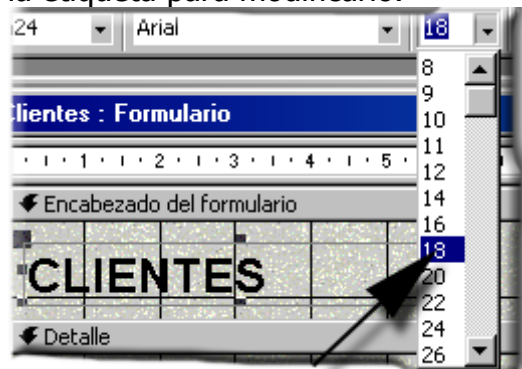 la etiqueta para modificarlo.
24 Arial 18
8
9
Clientes : Formulario
10
1 2 3 4 5
11
12
Encabezado del formulario
14
16
18
CLIENTES
20
22
Detalle
24
26